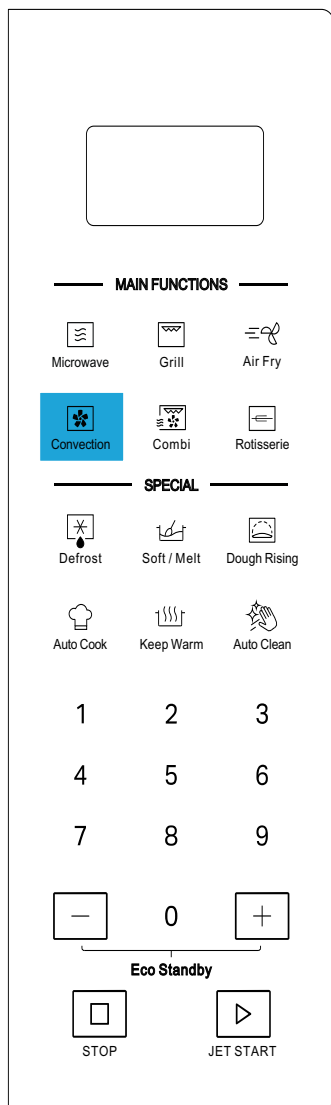 MAIN FUNCTIONS
Microwave Grill Air Fry
Convection Combi Rotisserie
SPECIAL
Defrost Soft / Melt Dough Rising
Auto Cook Keep Warm Auto Clean
1 2 3
4 5 6
7 8 9
− 0 +
Eco Standby
STOP JET START